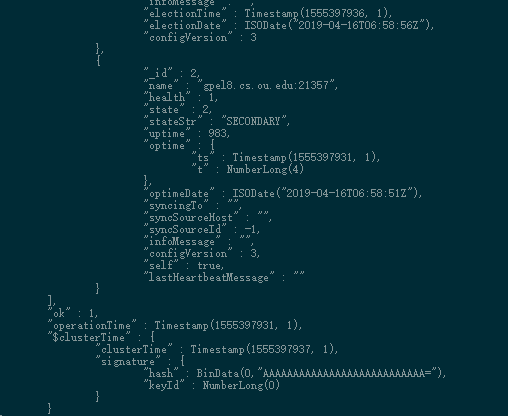 "infoMessage" : "",
"electionTime" : Timestamp(1555397936, 1),
"electionDate" : ISODate("2019-04-16T06:58:56Z"),
"configVersion" : 3
},
{
"_id" : 2,
"name" : "gpel8.cs.ou.edu:21357",
"health" : 1,
"state" : 2,
"stateStr" : "SECONDARY",
"uptime" : 983,
"optime" : {
"ts" : Timestamp(1555397931, 1),
"t" : NumberLong(4)
},
"optimeDate" : ISODate("2019-04-16T06:58:51Z"),
"syncingTo" : "",
"syncSourceHost" : "",
"syncSourceId" : -1,
"infoMessage" : "",
"configVersion" : 3,
"self" : true,
"lastHeartbeatMessage" : ""
}
],
"ok" : 1,
"operationTime" : Timestamp(1555397931, 1),
"$clusterTime" : {
"clusterTime" : Timestamp(1555397937, 1),
"signature" : {
"hash" : BinData(0,"AAAAAAAAAAAAAAAAAAAAAAAAAAA="),
"keyId" : NumberLong(0)
}